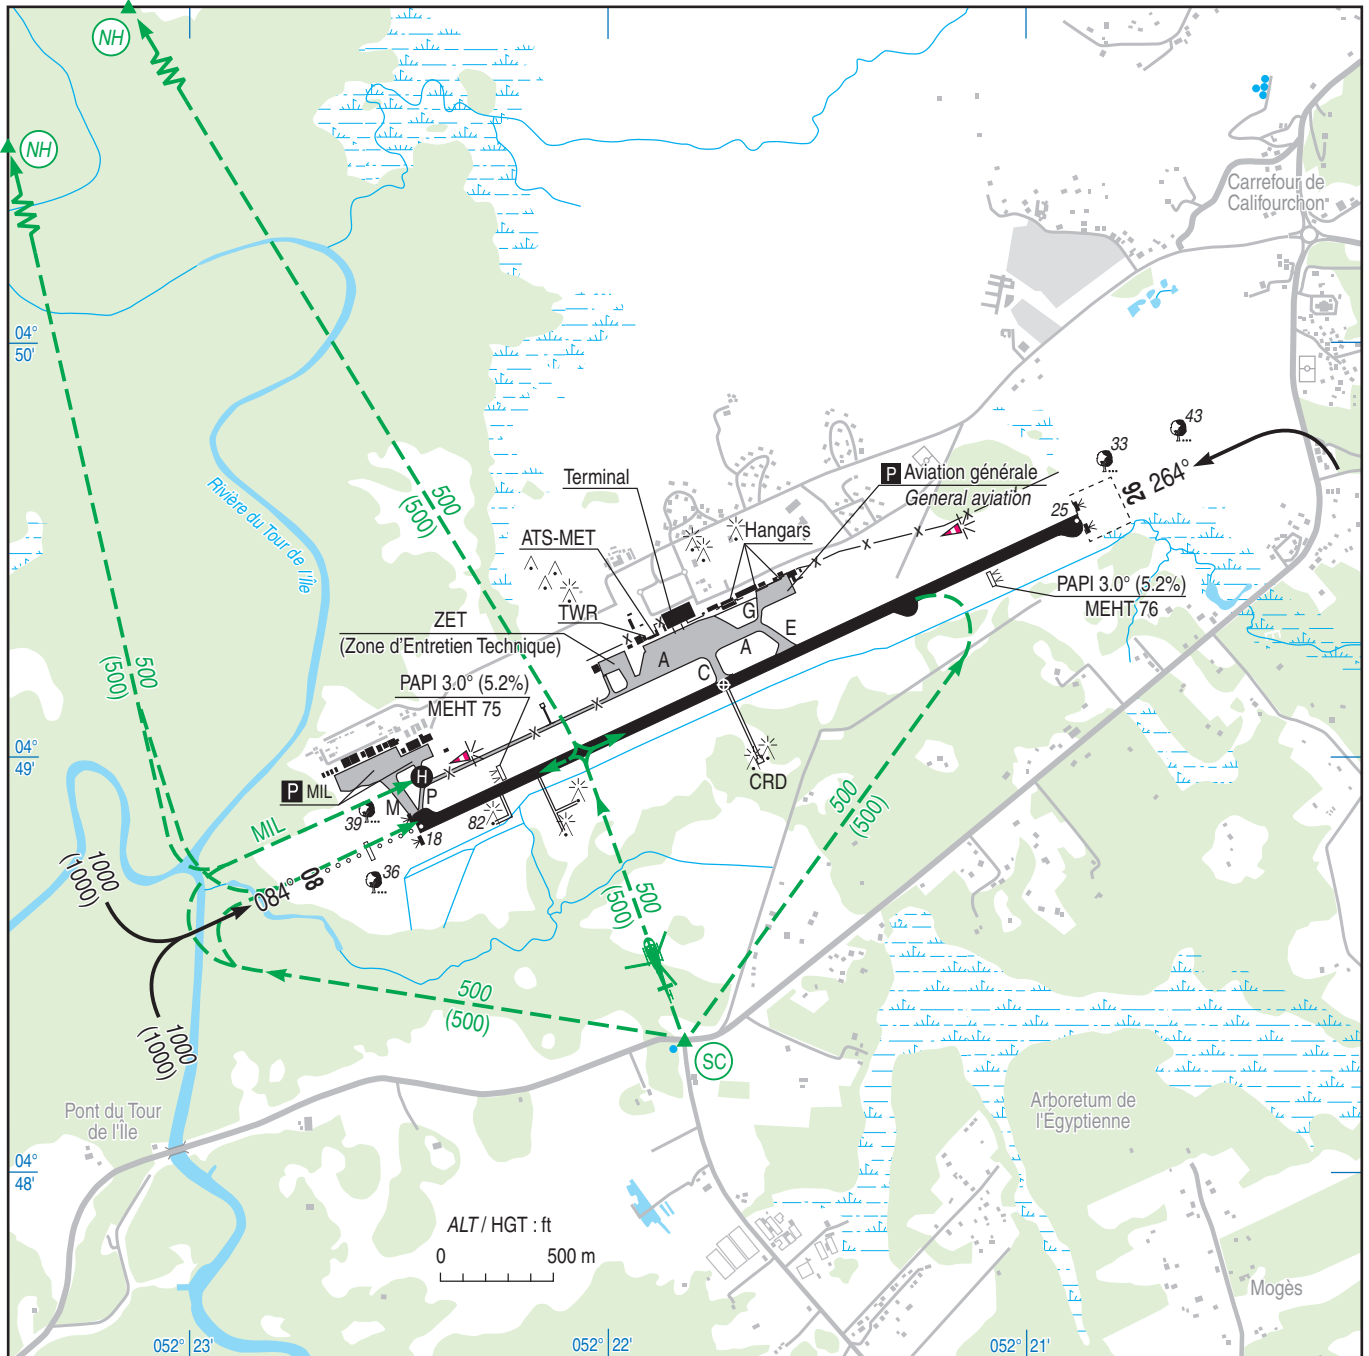 NH
NH
Carrefour de
Califourchon
04°
50'
Rivière du Tour de l'Île
500
(500)
43
33
264°
26
25
P Aviation générale
General aviation
Terminal
Hangars
ATS-MET
TWR
ZET
(Zone d'Entretien Technique)
PAPI 3.0° (5.2%)
MEHT 76
G
E
A
A
C
PAPI 3.0° (5.2%)
MEHT 75
500
(500)
04°
49'
H
P MIL
M
P
CRD
39
18
82
MIL
500
(500)
36
08
084°
1000
(1000)
500
(500)
500
(500)
1000
(1000)
SC
Pont du Tour
de l'Île
Arboretum de
l'Égyptienne
04°
48'
ALT / HGT : ft
0 500 m
Mogès
052° 23'
052° 22'
052° 21'